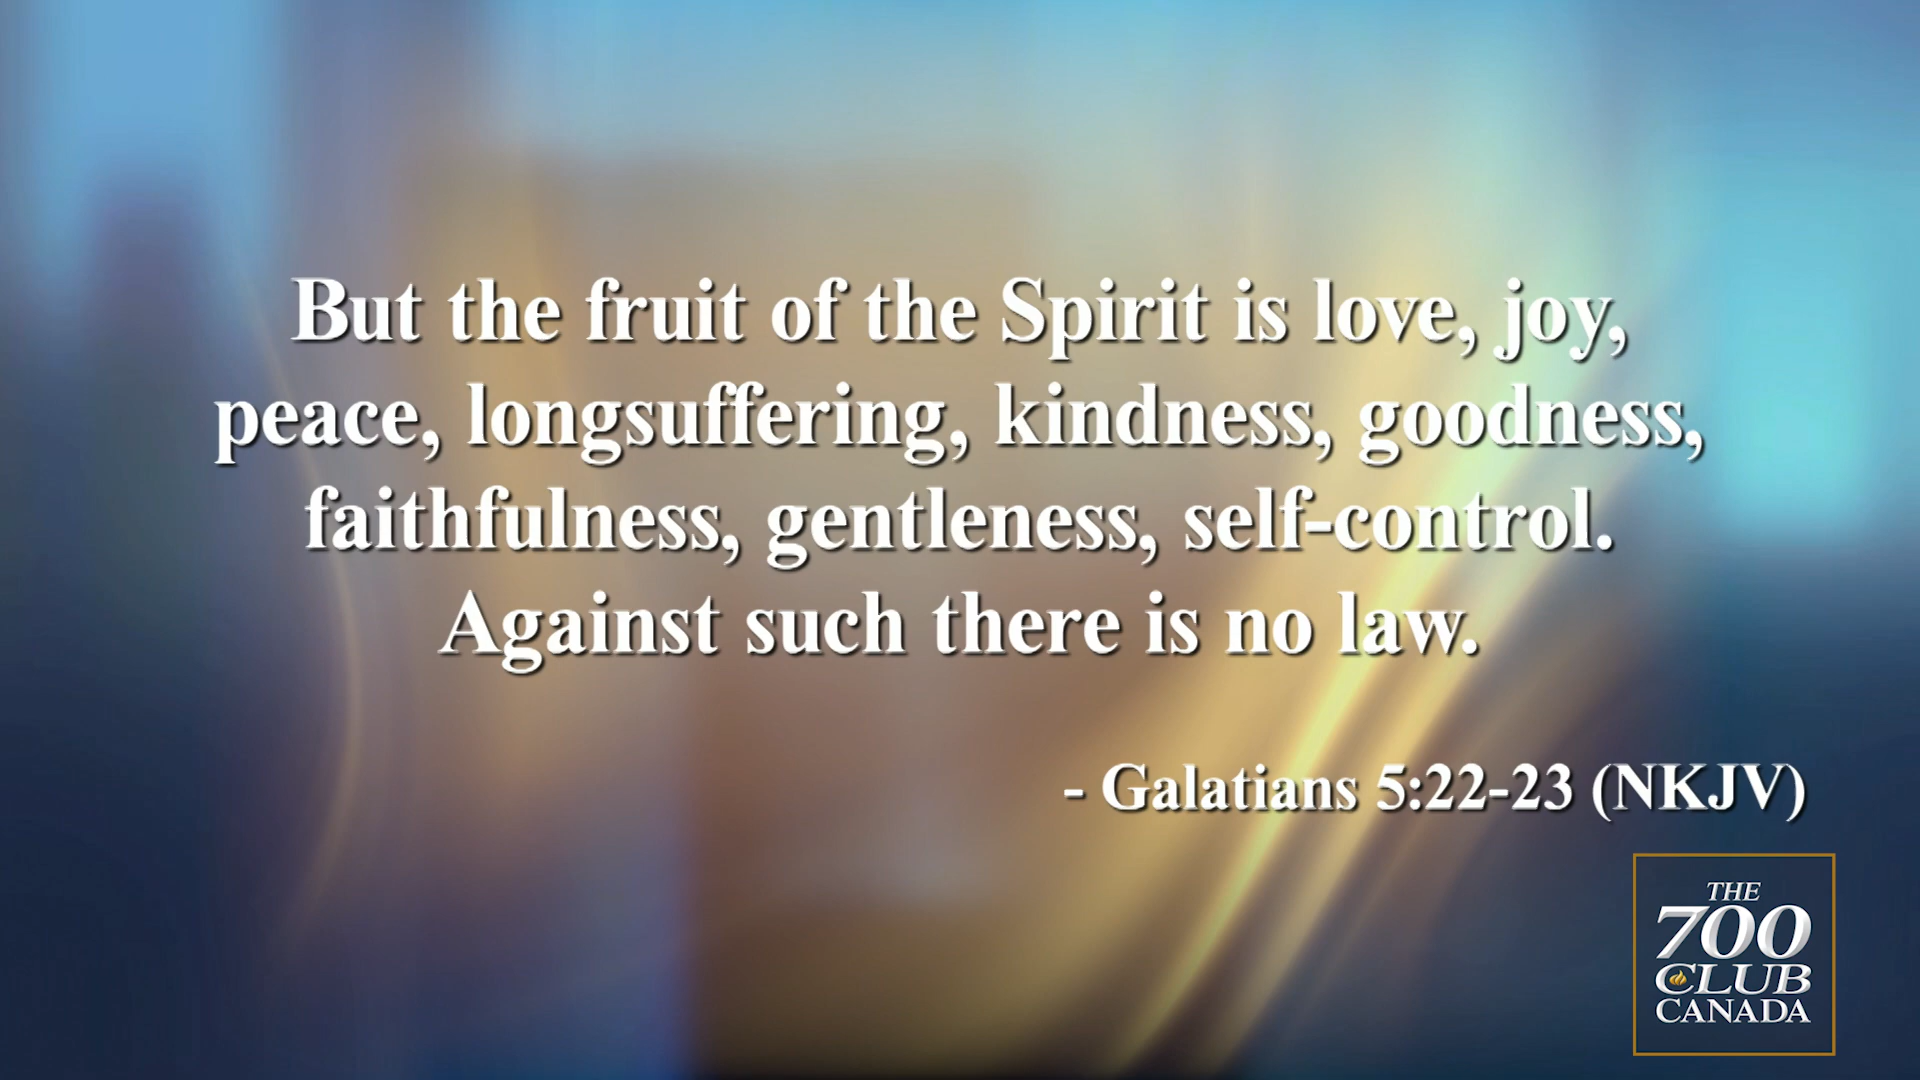 But the fruit of the Spirit is love, joy,
peace, longsuffering, kindness, goodness,
faithfulness, gentleness, self-control.
Against such there is no law.
- Galatians 5:22-23 (NKJV)
THE
700
CLUB
CANADA